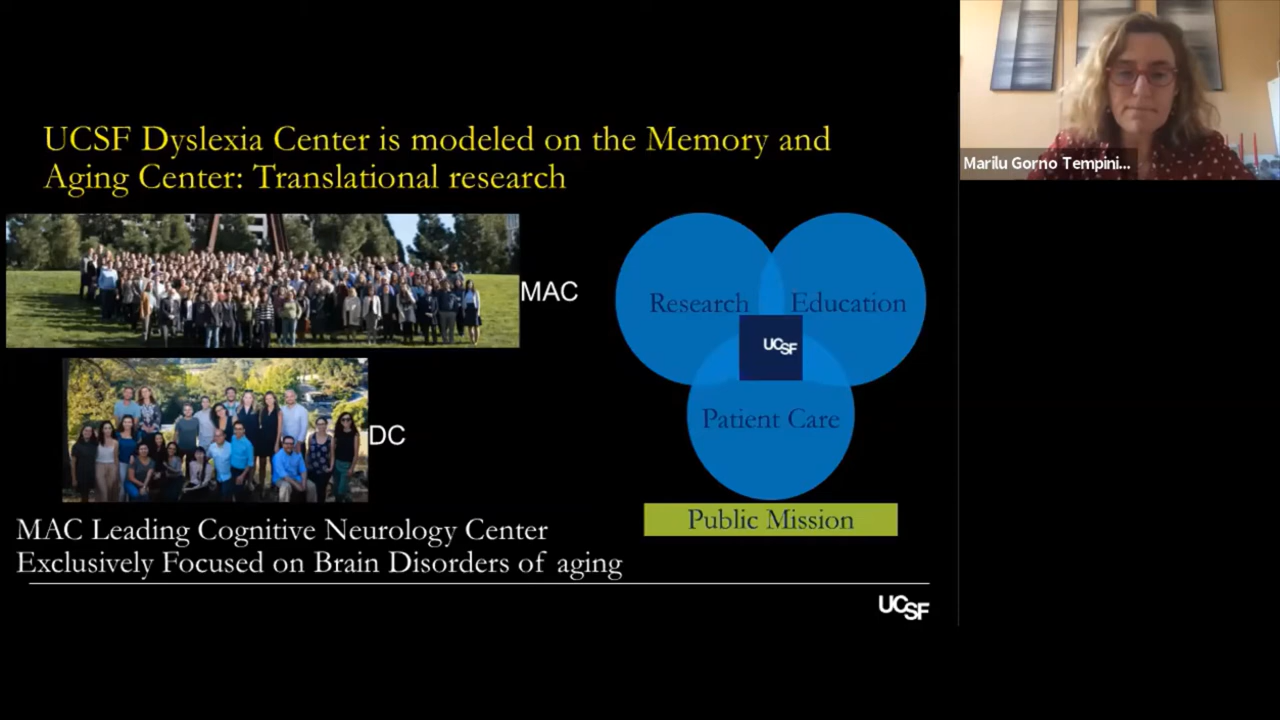 UCSF Dyslexia Center is modeled on the Memory and
Aging Center: Translational research
Marilu Gorno Tempini...
MAC
Research
Education
UCSF
DC
Patient Care
Public Mission
MAC Leading Cognitive Neurology Center
Exclusively Focused on Brain Disorders of aging
UCSF